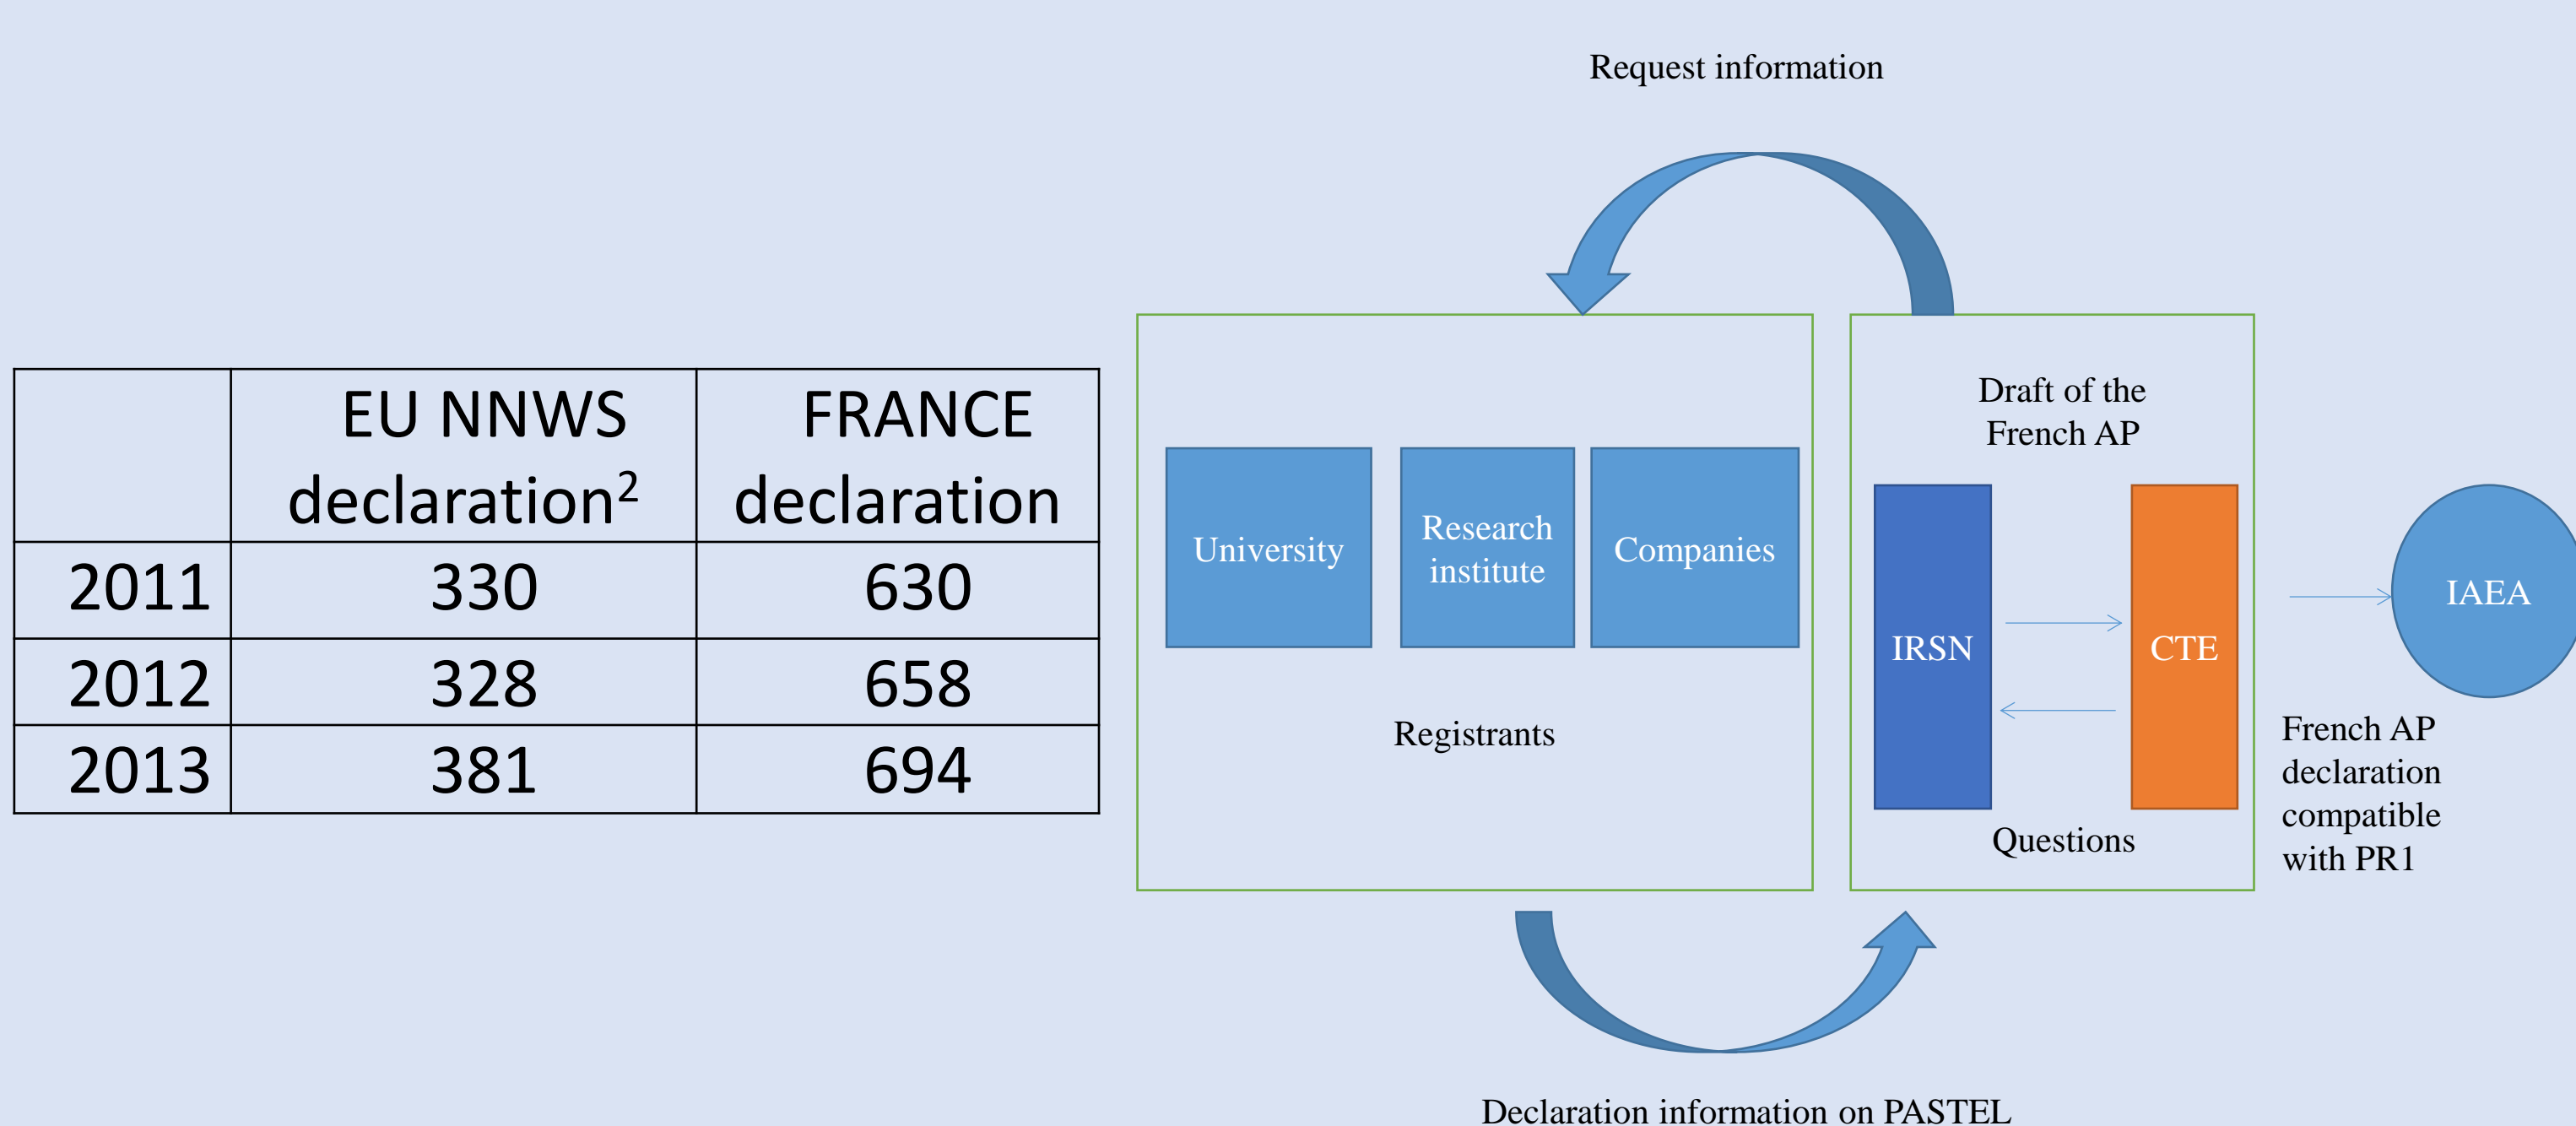 EU NNWS
declaration²
FRANCE
declaration
2011 330 630
2012 328 658
2013 381 694
Request information
University
Research
institute
Companies
Registrants
Draft of the
French AP
IRSN
CTE
Questions
IAEA
French AP
declaration
compatible
with PR1
Declaration information on PASTEL